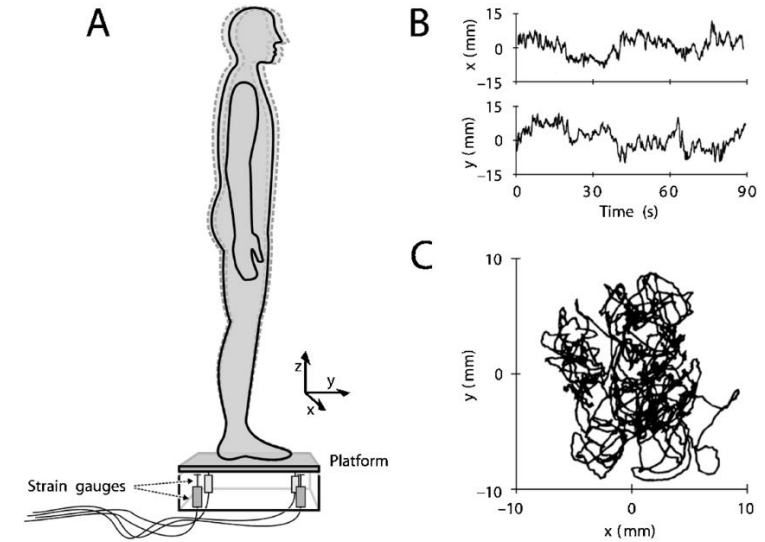 A
z
y
x
Platform
Strain gauges
B
15
x (mm)
0
−15
15
y (mm)
0
−15
0 30 60 90
Time (s)
C
10
y (mm)
0
−10
−10 0 10
x (mm)